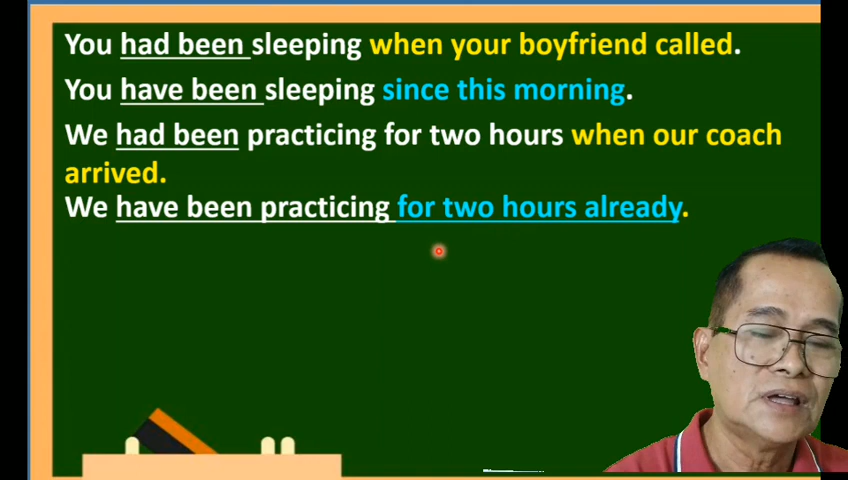 You had been sleeping when your boyfriend called.
You have been sleeping since this morning.
We had been practicing for two hours when our coach
arrived.
We have been practicing for two hours already.